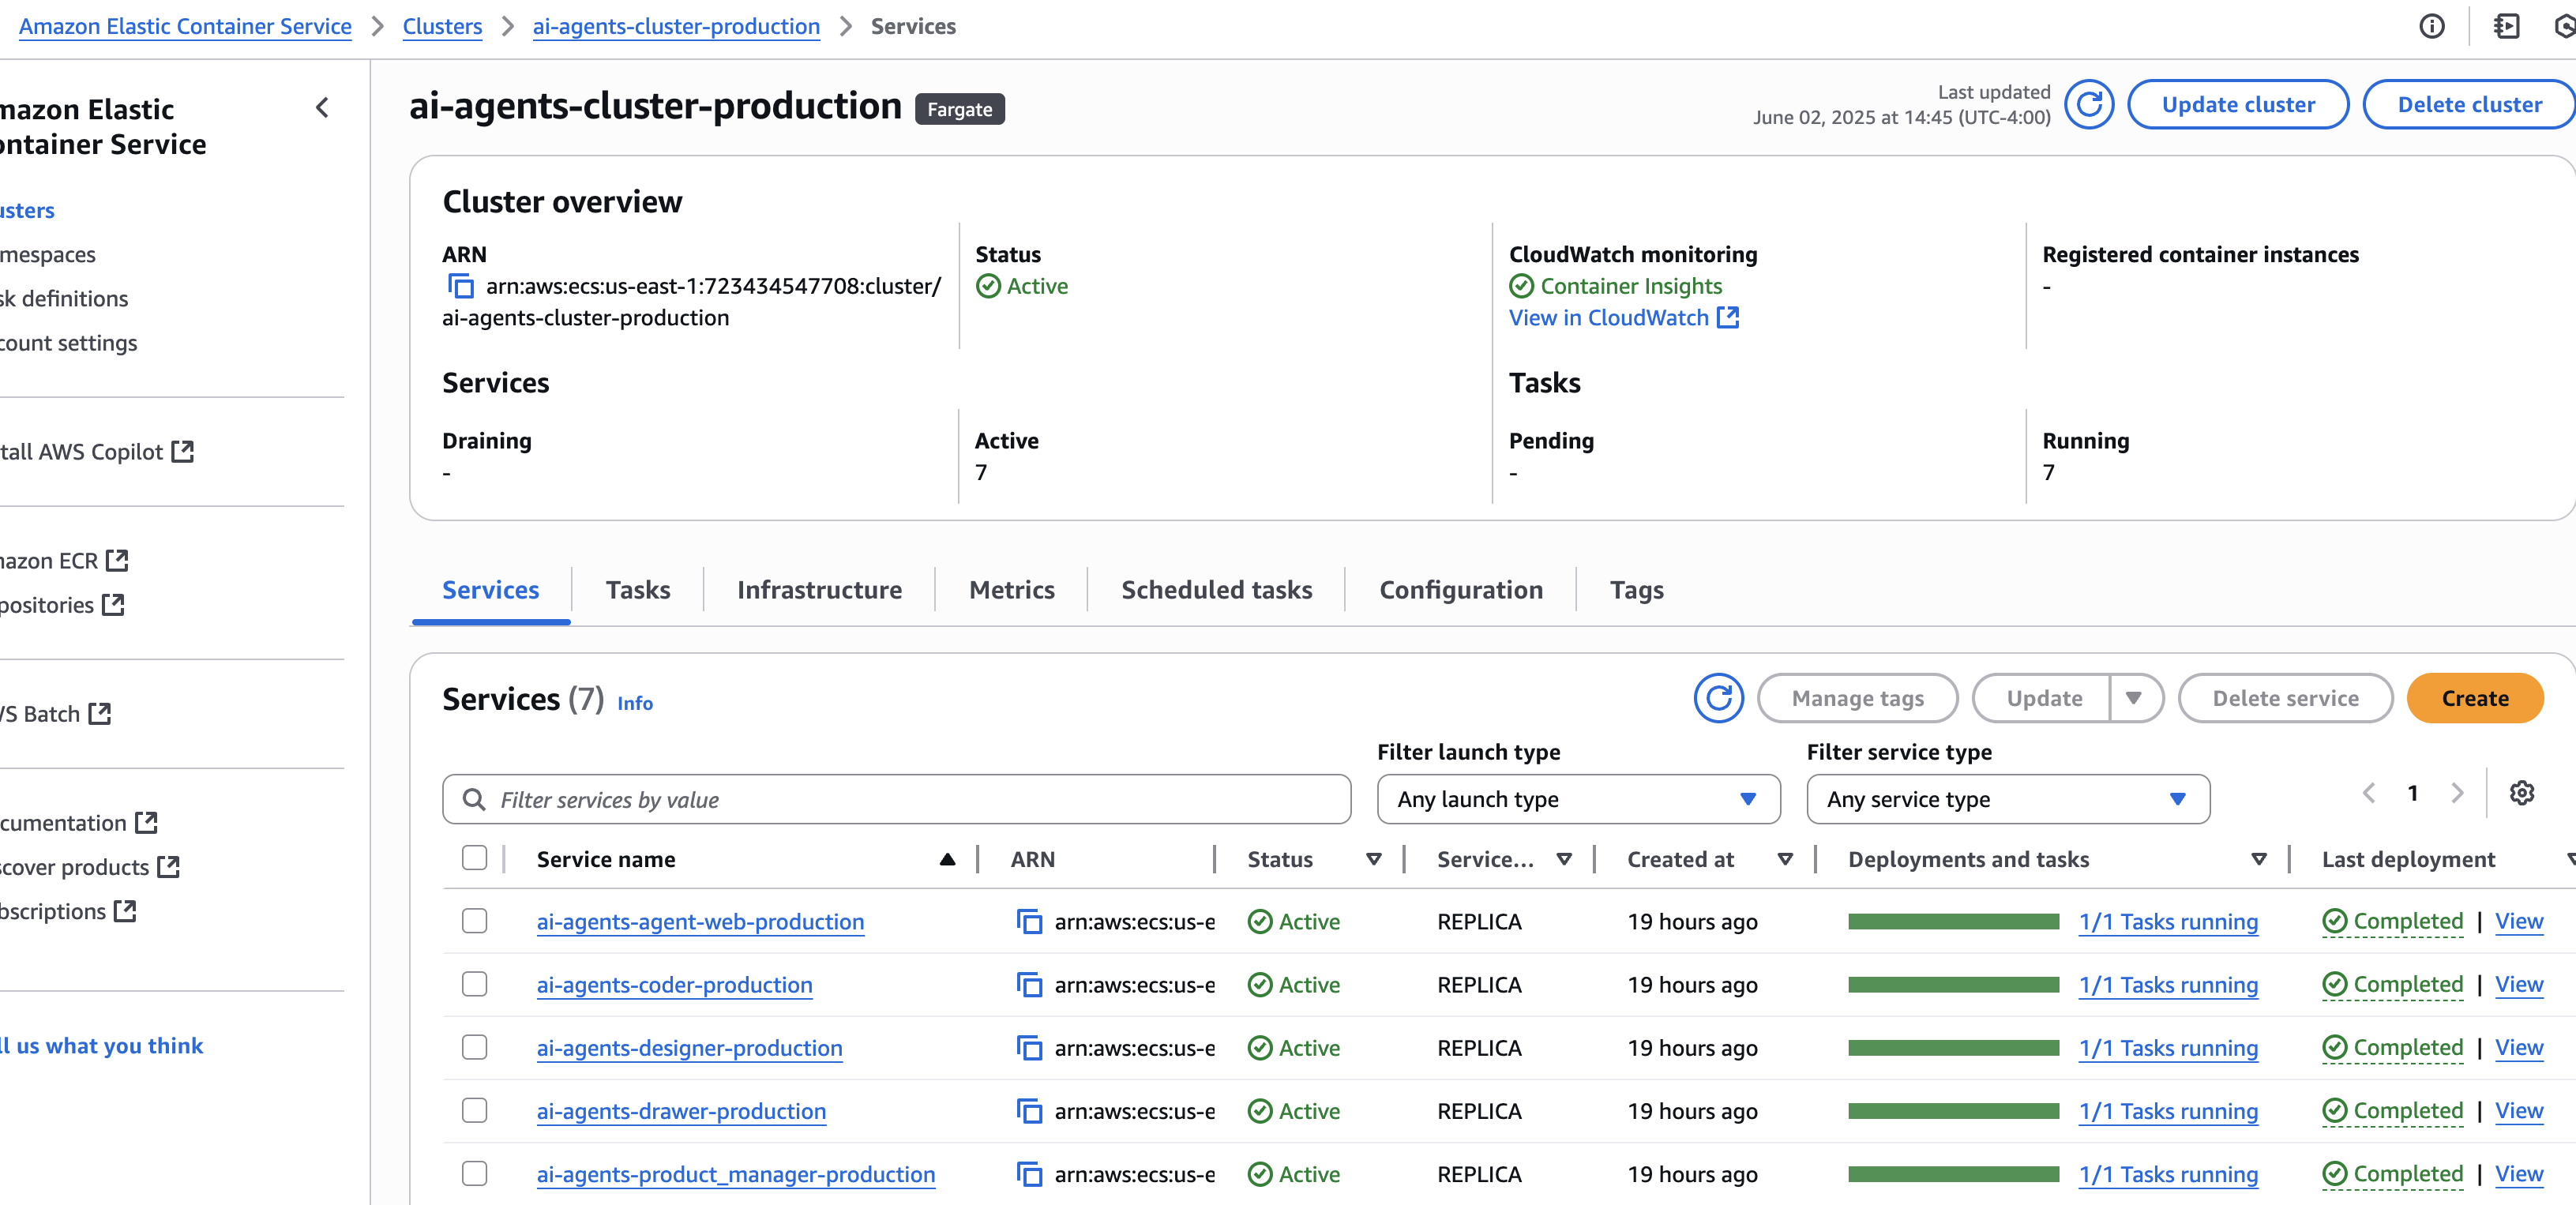 Amazon Elastic Container Service > Clusters > ai-agents-cluster-production > Services
mazon Elastic
ontainer Service
usters
mespaces
sk definitions
count settings
tall AWS Copilot
nazon ECR
positories
/S Batch
cumentation
scover products
bscriptions
ll us what you think
ai-agents-cluster-production Fargate
Last updated
June 02, 2025 at 14:45 (UTC-4:00)
Update cluster
Delete cluster
Cluster overview
ARN
arn:aws:ecs:us-east-1:723434547708:cluster/
ai-agents-cluster-production
Status
Active
CloudWatch monitoring
Container Insights
View in CloudWatch
Registered container instances
-
Services
Draining
-
Active
7
Tasks
Pending
-
Running
7
Services Tasks Infrastructure Metrics Scheduled tasks Configuration Tags
Services (7) Info
Manage tags Update Delete service Create
Filter services by value
Filter launch type
Any launch type
Filter service type
Any service type
1
Service name ARN Status Service... Created at Deployments and tasks Last deployment
ai-agents-agent-web-production arn:aws:ecs:us-e Active REPLICA 19 hours ago 1/1 Tasks running Completed | View
ai-agents-coder-production arn:aws:ecs:us-e Active REPLICA 19 hours ago 1/1 Tasks running Completed | View
ai-agents-designer-production arn:aws:ecs:us-e Active REPLICA 19 hours ago 1/1 Tasks running Completed | View
ai-agents-drawer-production arn:aws:ecs:us-e Active REPLICA 19 hours ago 1/1 Tasks running Completed | View
ai-agents-product_manager-production arn:aws:ecs:us-e Active REPLICA 19 hours ago 1/1 Tasks running Completed | View